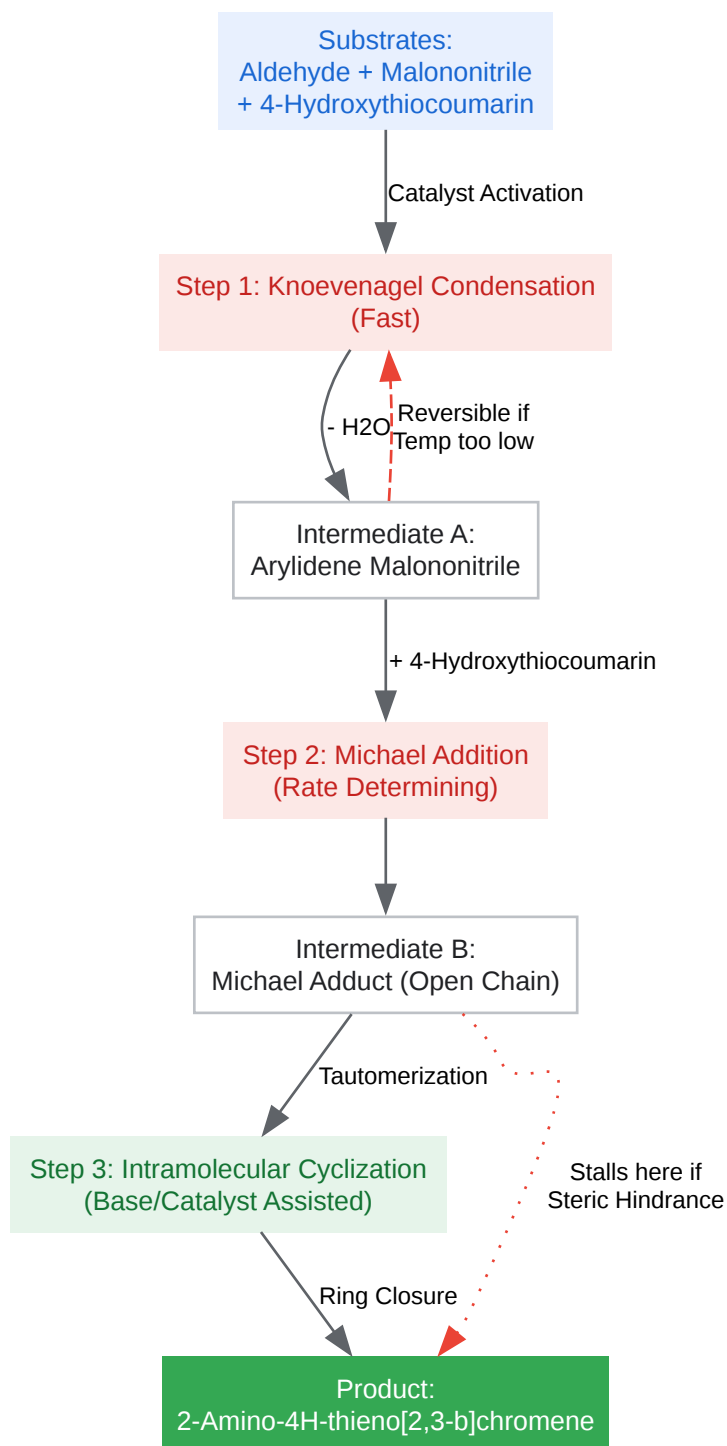 Substrates:
Aldehyde + Malononitrile
+ 4-Hydroxythiocoumarin
Catalyst Activation
Step 1: Knoevenagel Condensation
(Fast)
- H2O
Reversible if
Temp too low
Intermediate A:
Arylidene Malononitrile
+ 4-Hydroxythiocoumarin
Step 2: Michael Addition
(Rate Determining)
Intermediate B:
Michael Adduct (Open Chain)
Tautomerization
Step 3: Intramolecular Cyclization
(Base/Catalyst Assisted)
Stalls here if
Steric Hindrance
Ring Closure
Product:
2-Amino-4H-thieno[2,3-b]chromene